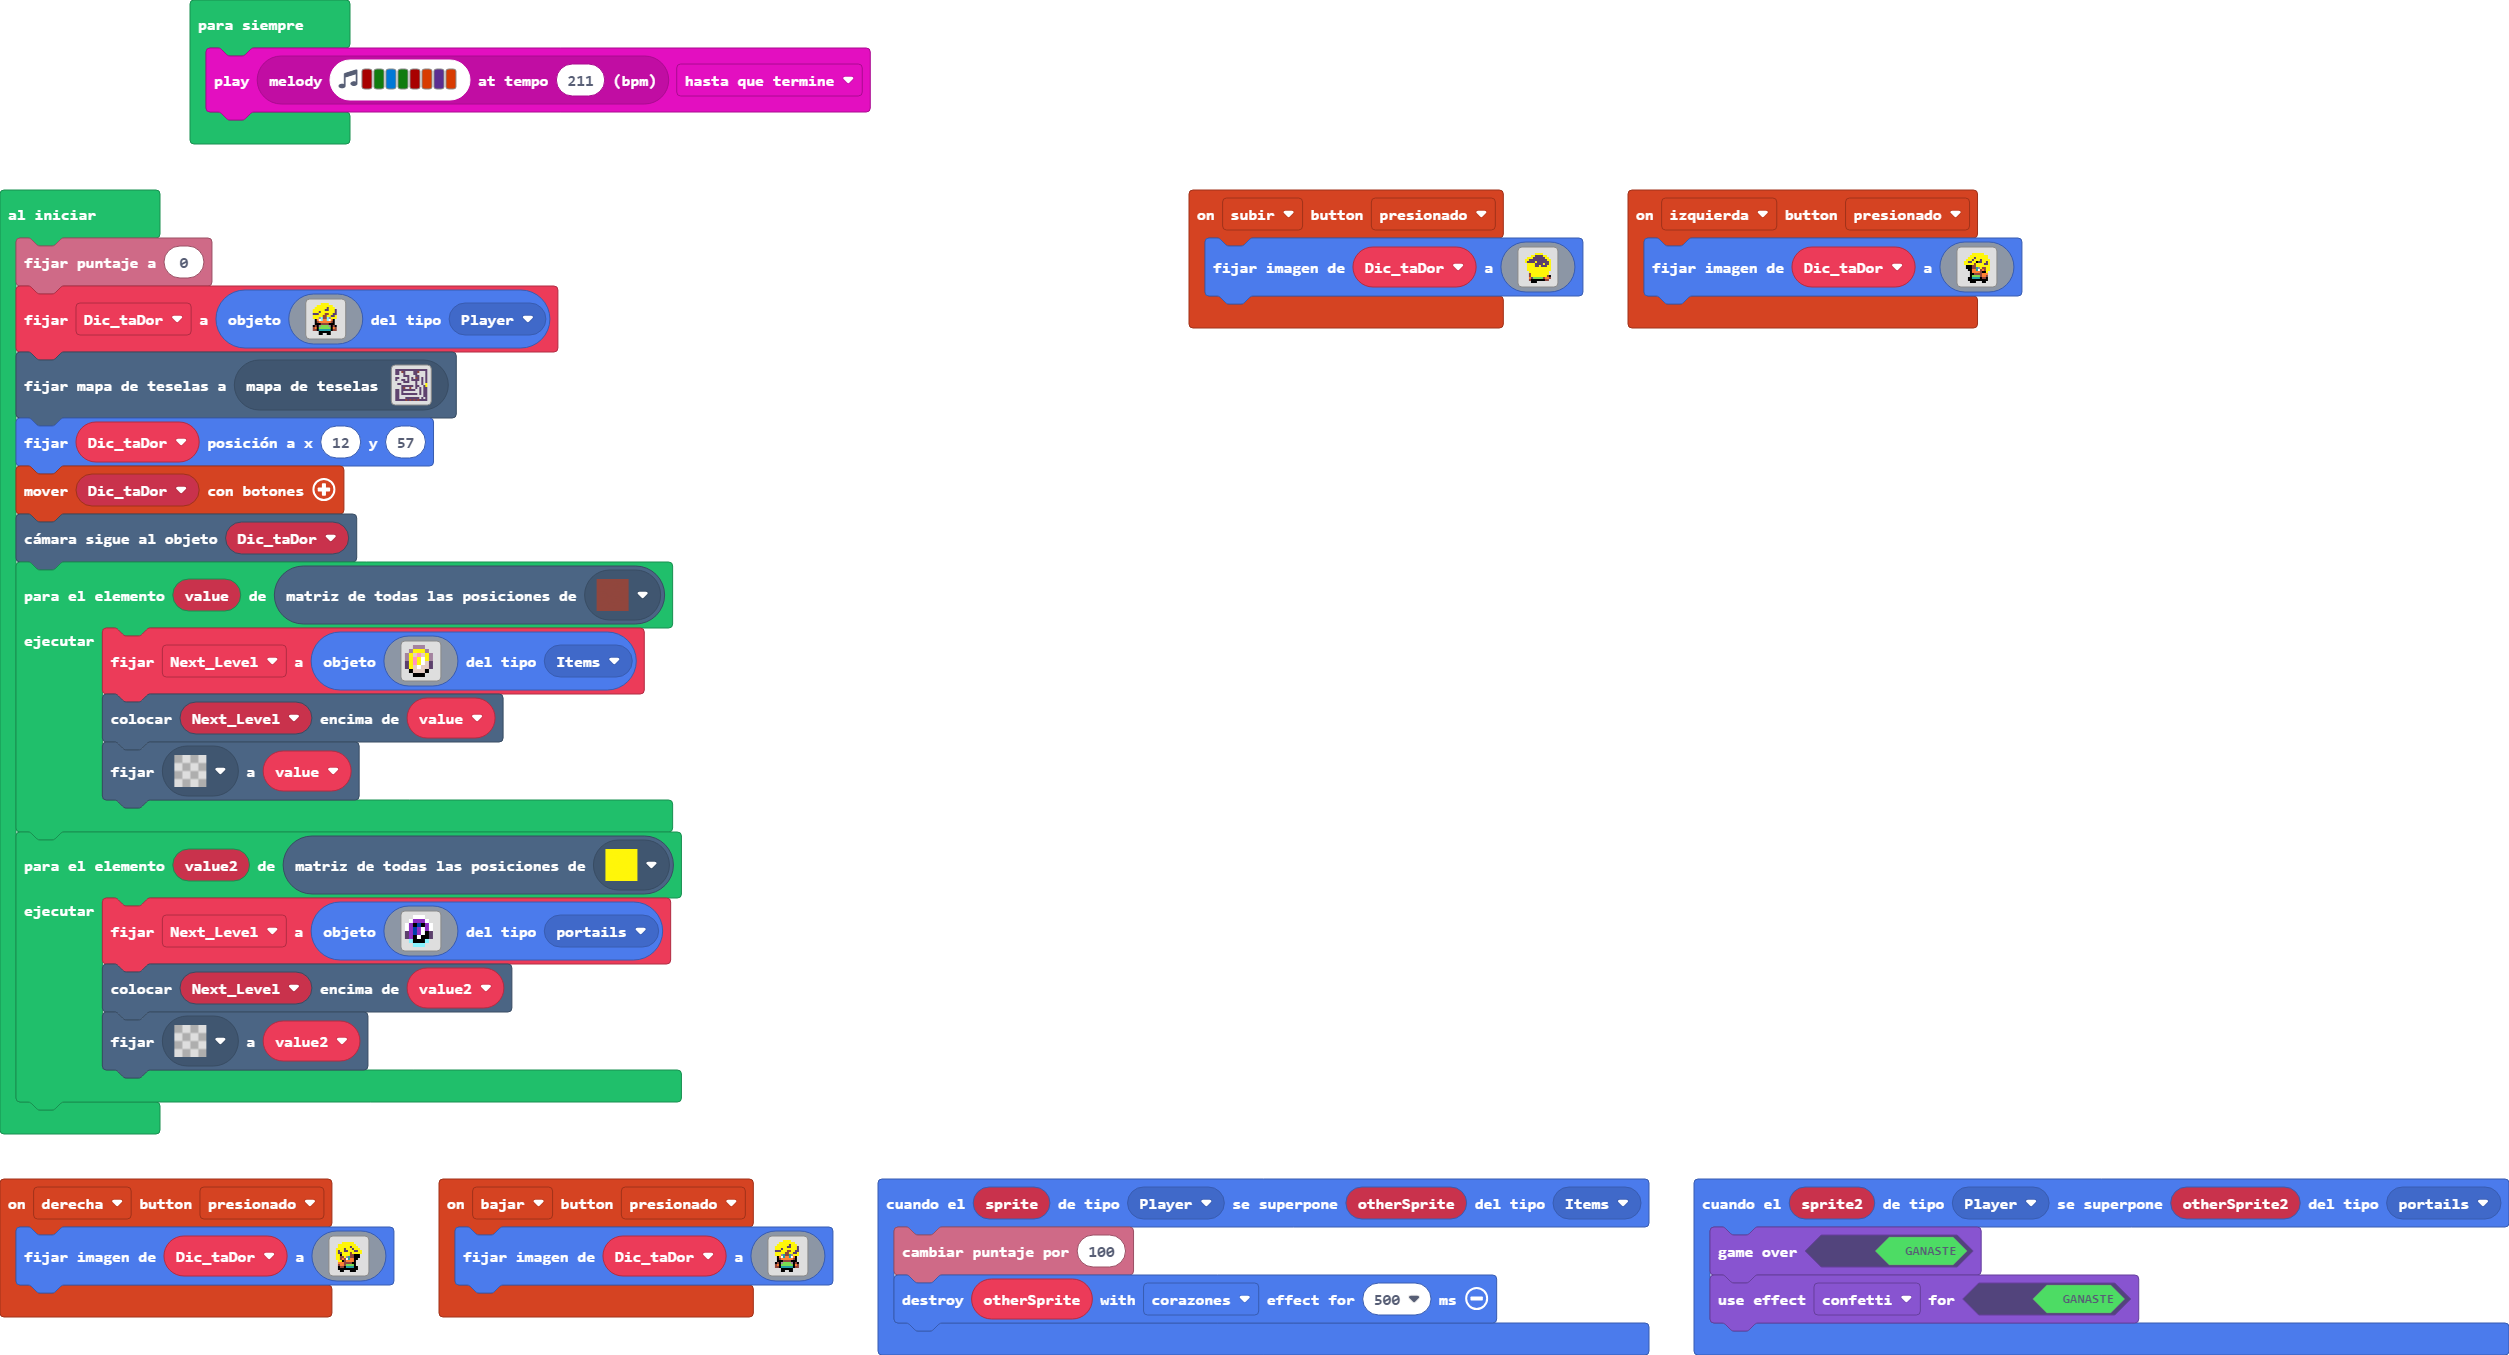 para siempre
play melody at tempo 211 (bpm) hasta que termine
al iniciar
fijar puntaje a 0
fijar Dic_taDor a objeto del tipo Player
fijar mapa de teselas a mapa de teselas
fijar Dic_taDor posición a x 12 y 57
mover Dic_taDor con botones
cámara sigue al objeto Dic_taDor
para el elemento value de matriz de todas las posiciones de
ejecutar
fijar Next_Level a objeto del tipo Items
colocar Next_Level encima de value
fijar a value
para el elemento value2 de matriz de todas las posiciones de
ejecutar
fijar Next_Level a objeto del tipo portails
colocar Next_Level encima de value2
fijar a value2
on subir button presionado
fijar imagen de Dic_taDor a
on izquierda button presionado
fijar imagen de Dic_taDor a
on derecha button presionado
fijar imagen de Dic_taDor a
on bajar button presionado
fijar imagen de Dic_taDor a
cuando el sprite de tipo Player se superpone otherSprite del tipo Items
cambiar puntaje por 100
destroy otherSprite with corazones effect for 500 ms
cuando el sprite2 de tipo Player se superpone otherSprite2 del tipo portails
game over GANASTE
use effect confetti for GANASTE